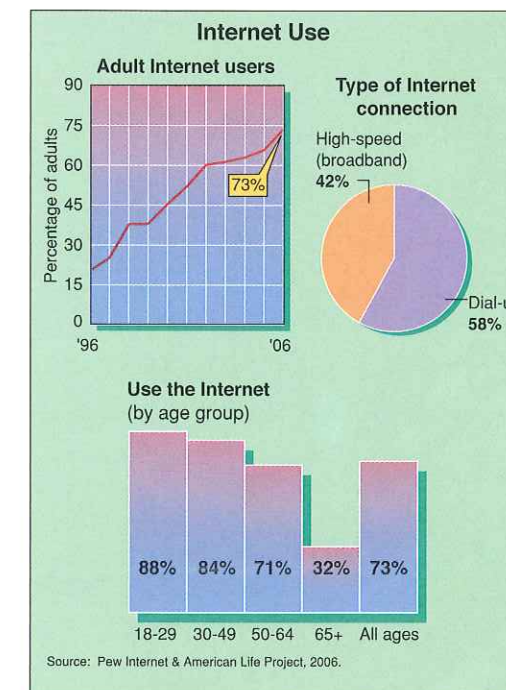 Internet Use
Adult Internet users
90
75
60
45
30
15
0
Percentage of adults
73%
'96
'06
Type of Internet
connection
High-speed
(broadband)
42%
58%
Use the Internet
(by age group)
88%
84%
71%
32%
73%
18-29
30-49
50-64
65+
All ages
Source: Pew Internet & American Life Project, 2006.